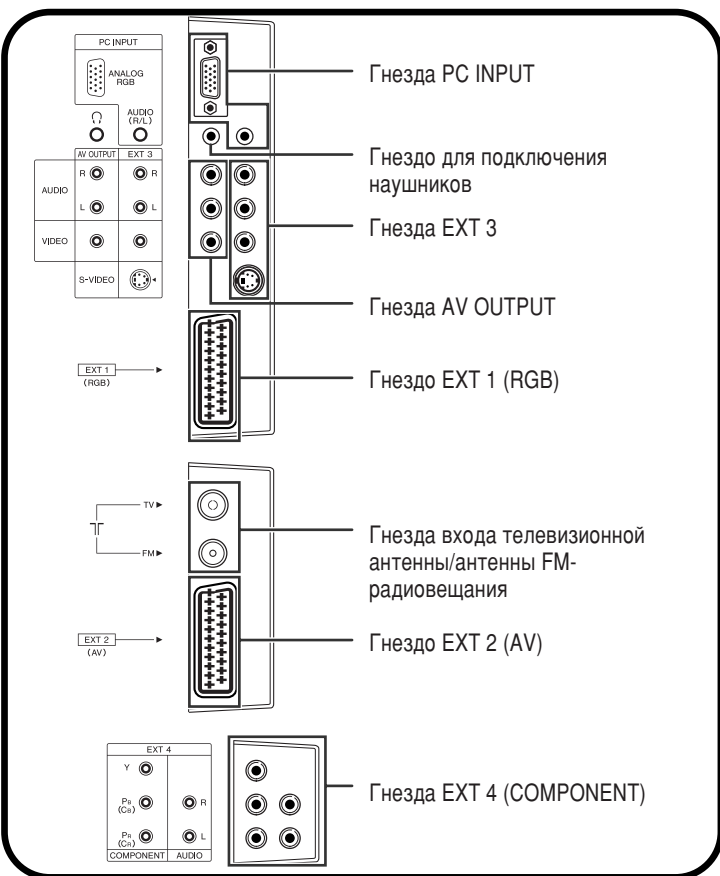 PC INPUT
ANALOG
RGB
AUDIO
(R/L)
Гнезда PC INPUT
Гнездо для подключения
наушников
AV OUTPUT EXT 3
R R
AUDIO
L L
VIDEO
S-VIDEO
Гнезда EXT 3
Гнезда AV OUTPUT
EXT 1
(RGB)
Гнездо EXT 1 (RGB)
TV
FM
Гнезда входа телевизионной
антенны/антенны FM-
радиовещания
EXT 2
(AV)
Гнездо EXT 2 (AV)
EXT 4
Y
PB
(CB)
R
PR
(CR)
L
COMPONENT AUDIO
Гнезда EXT 4 (COMPONENT)